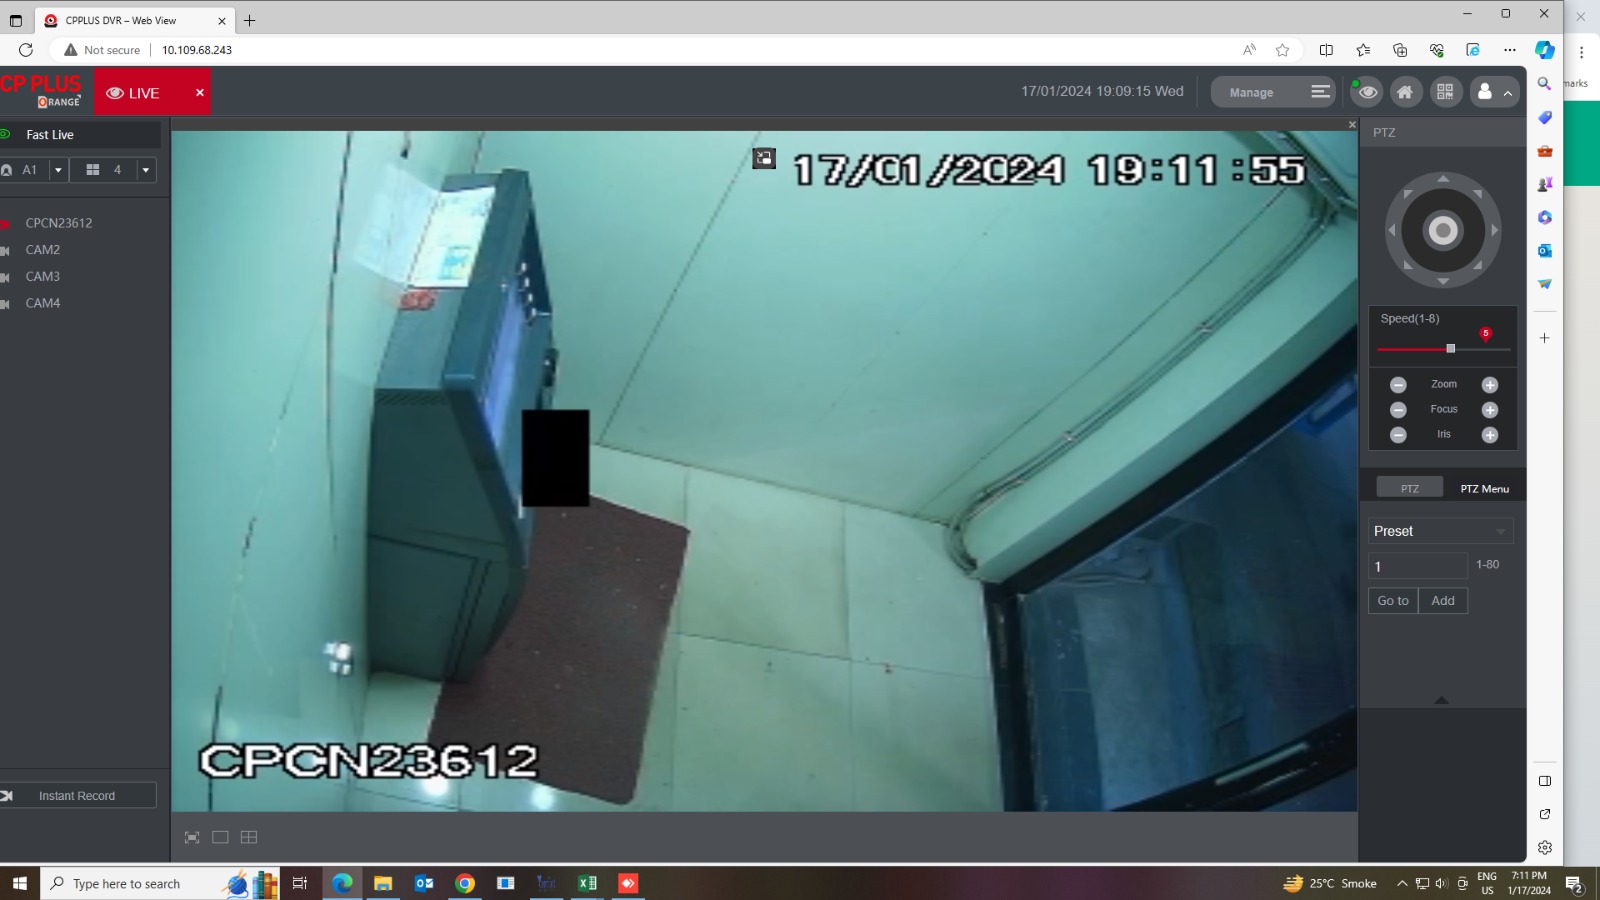 CPPLUS DVR – Web View
Not secure
10.109.68.243
CP PLUS
ORANGE
LIVE
17/01/2024 19:09:15 Wed
Manage
marks
Fast Live
PTZ
A1
4
17/01/2024 19:11:55
CPCN23612
CAM2
CAM3
CAM4
Speed(1-8)
5
Zoom
Focus
Iris
PTZ
PTZ Menu
Preset
1
1-80
Go to
Add
CPCN23612
Instant Record
Type here to search
25°C Smoke
ENG
US
7:11 PM
1/17/2024
2